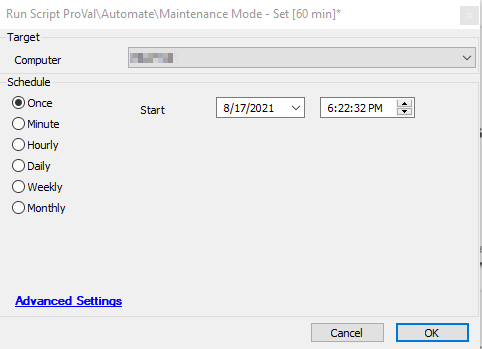 Run Script ProVal\Automate\Maintenance Mode - Set [60 min]*
Target
Computer
Schedule
Once
Start
8/17/2021
6:22:32 PM
Minute
Hourly
Daily
Weekly
Monthly
Advanced Settings
Cancel
OK